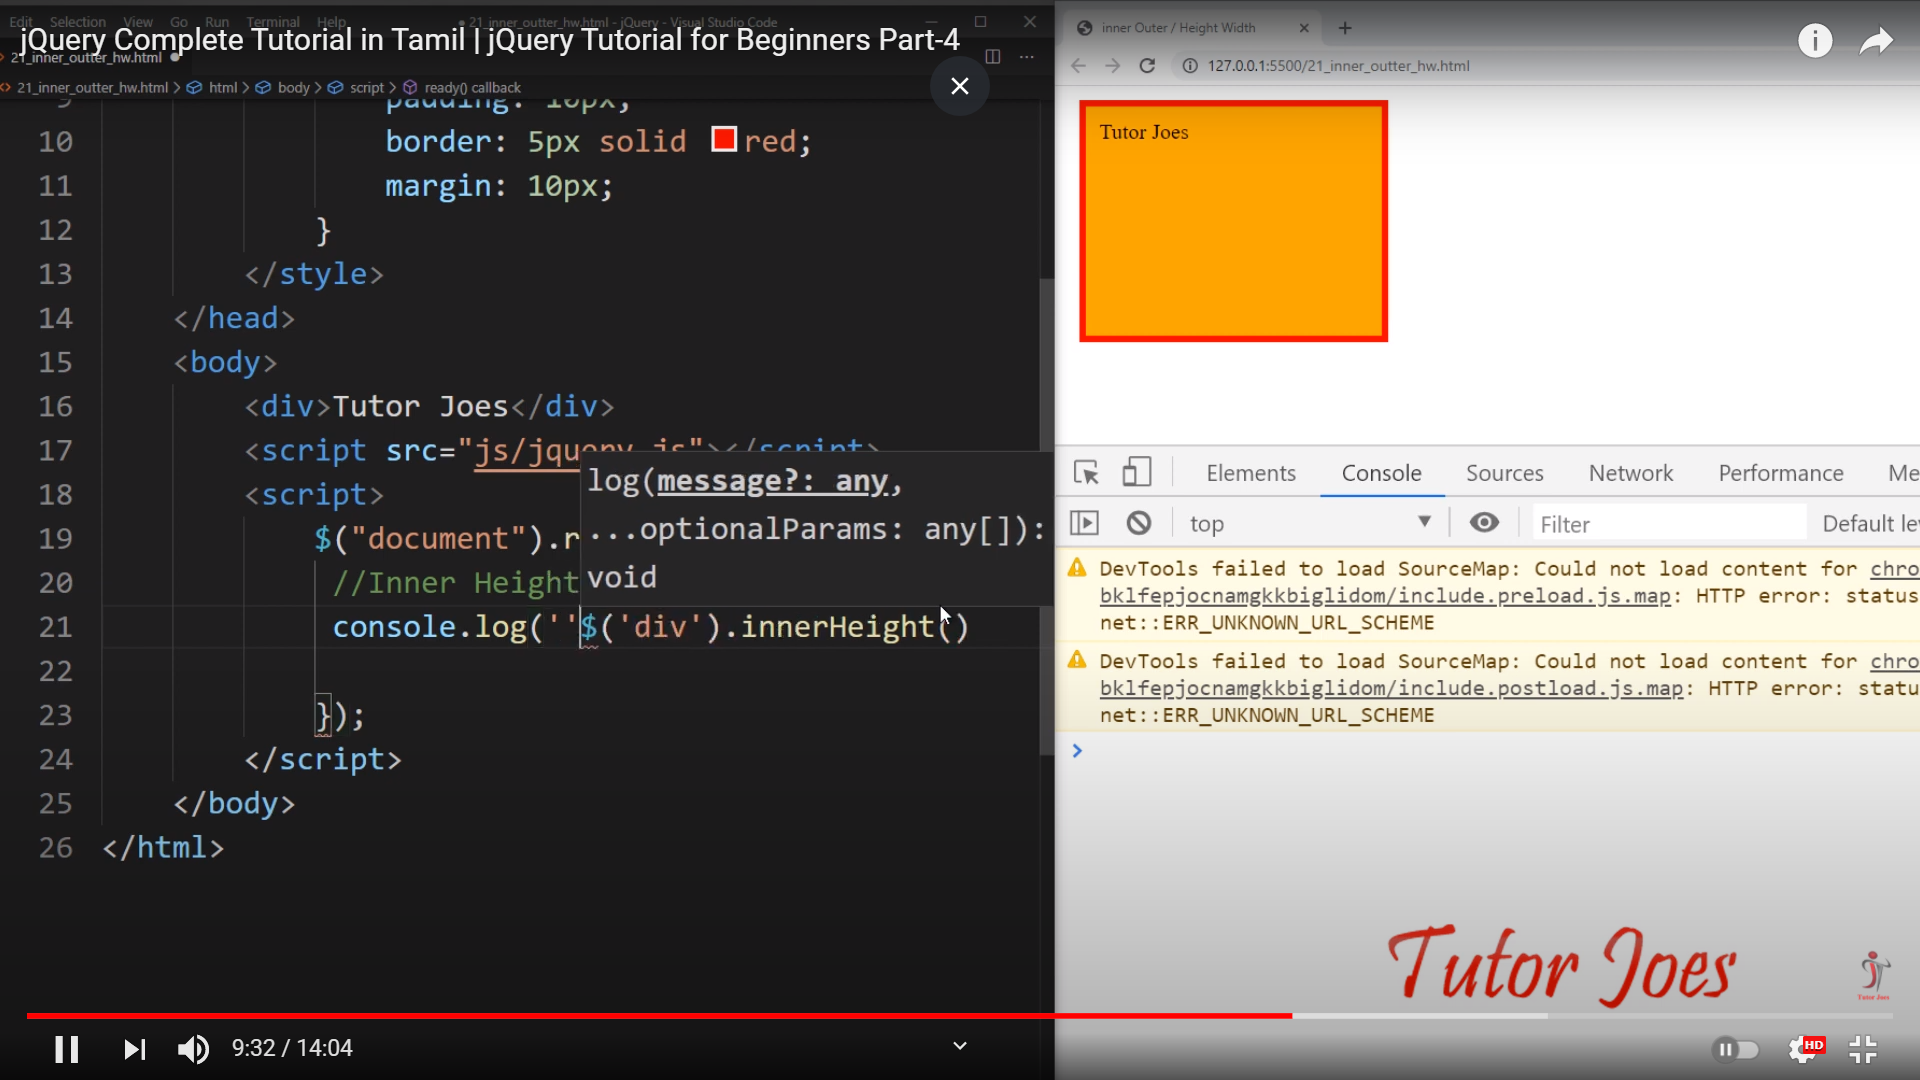 Edit Selection View Go Run Terminal Help
21_inner_outter_hw.html - jQuery - Visual Studio Code
jQuery Complete Tutorial in Tamil | jQuery Tutorial for Beginners Part-4
21_inner_outter_hw.html
21_inner_outter_hw.html > html > body > script > ready() callback
9 padding: 10px;
10 border: 5px solid red;
11 margin: 10px;
12 }
13 </style>
14 </head>
15 <body>
16 <div>Tutor Joes</div>
17 <script src="js/jquery.js"></script>
18 <script>
19 $("document").r
20 //Inner Height
21 console.log(''$('div').innerHeight()
22
23 });
24 </script>
25 </body>
26 </html>
log(message?: any,
...optionalParams: any[]):
void
inner Outer / Height Width
127.0.0.1:5500/21_inner_outter_hw.html
Tutor Joes
Elements Console Sources Network Performance Me
top Filter Default le
DevTools failed to load SourceMap: Could not load content for chro
bklfepjocnamgkkbiglidom/include.preload.js.map: HTTP error: status
net::ERR_UNKNOWN_URL_SCHEME
DevTools failed to load SourceMap: Could not load content for chro
bklfepjocnamgkkbiglidom/include.postload.js.map: HTTP error: statu
net::ERR_UNKNOWN_URL_SCHEME
Tutor Joes
Tutor Joes
9:32 / 14:04
HD